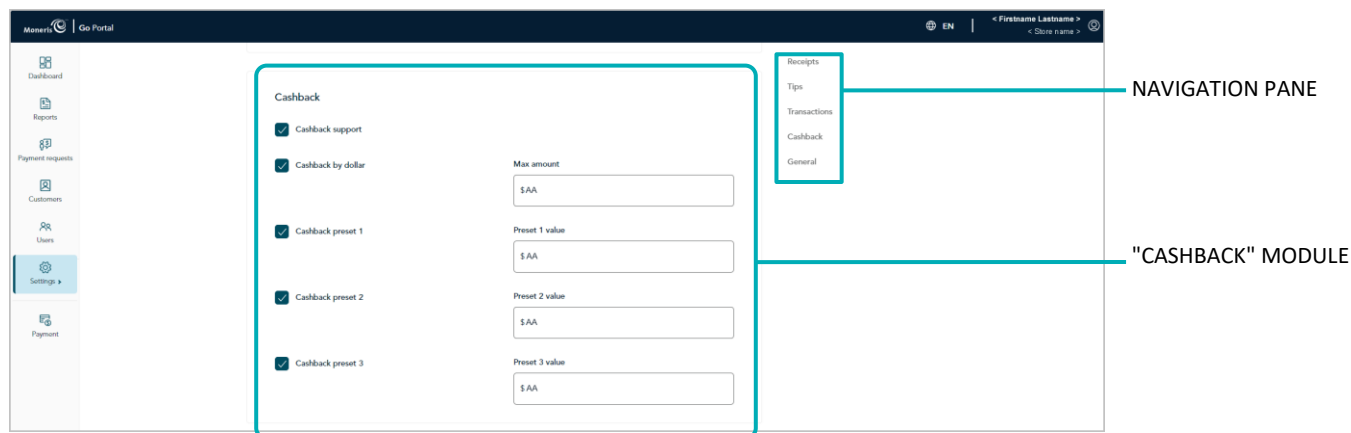 Moneris Go Portal
EN
< Firstname Lastname >
< Store name >
Dashboard
Reports
Payment requests
Customers
Users
Settings
Payment
Cashback
Cashback support
Cashback by dollar
Max amount
$ AA
Cashback preset 1
Preset 1 value
$ AA
Cashback preset 2
Preset 2 value
$ AA
Cashback preset 3
Preset 3 value
$ AA
Receipts
Tips
Transactions
Cashback
General
NAVIGATION PANE
"CASHBACK" MODULE